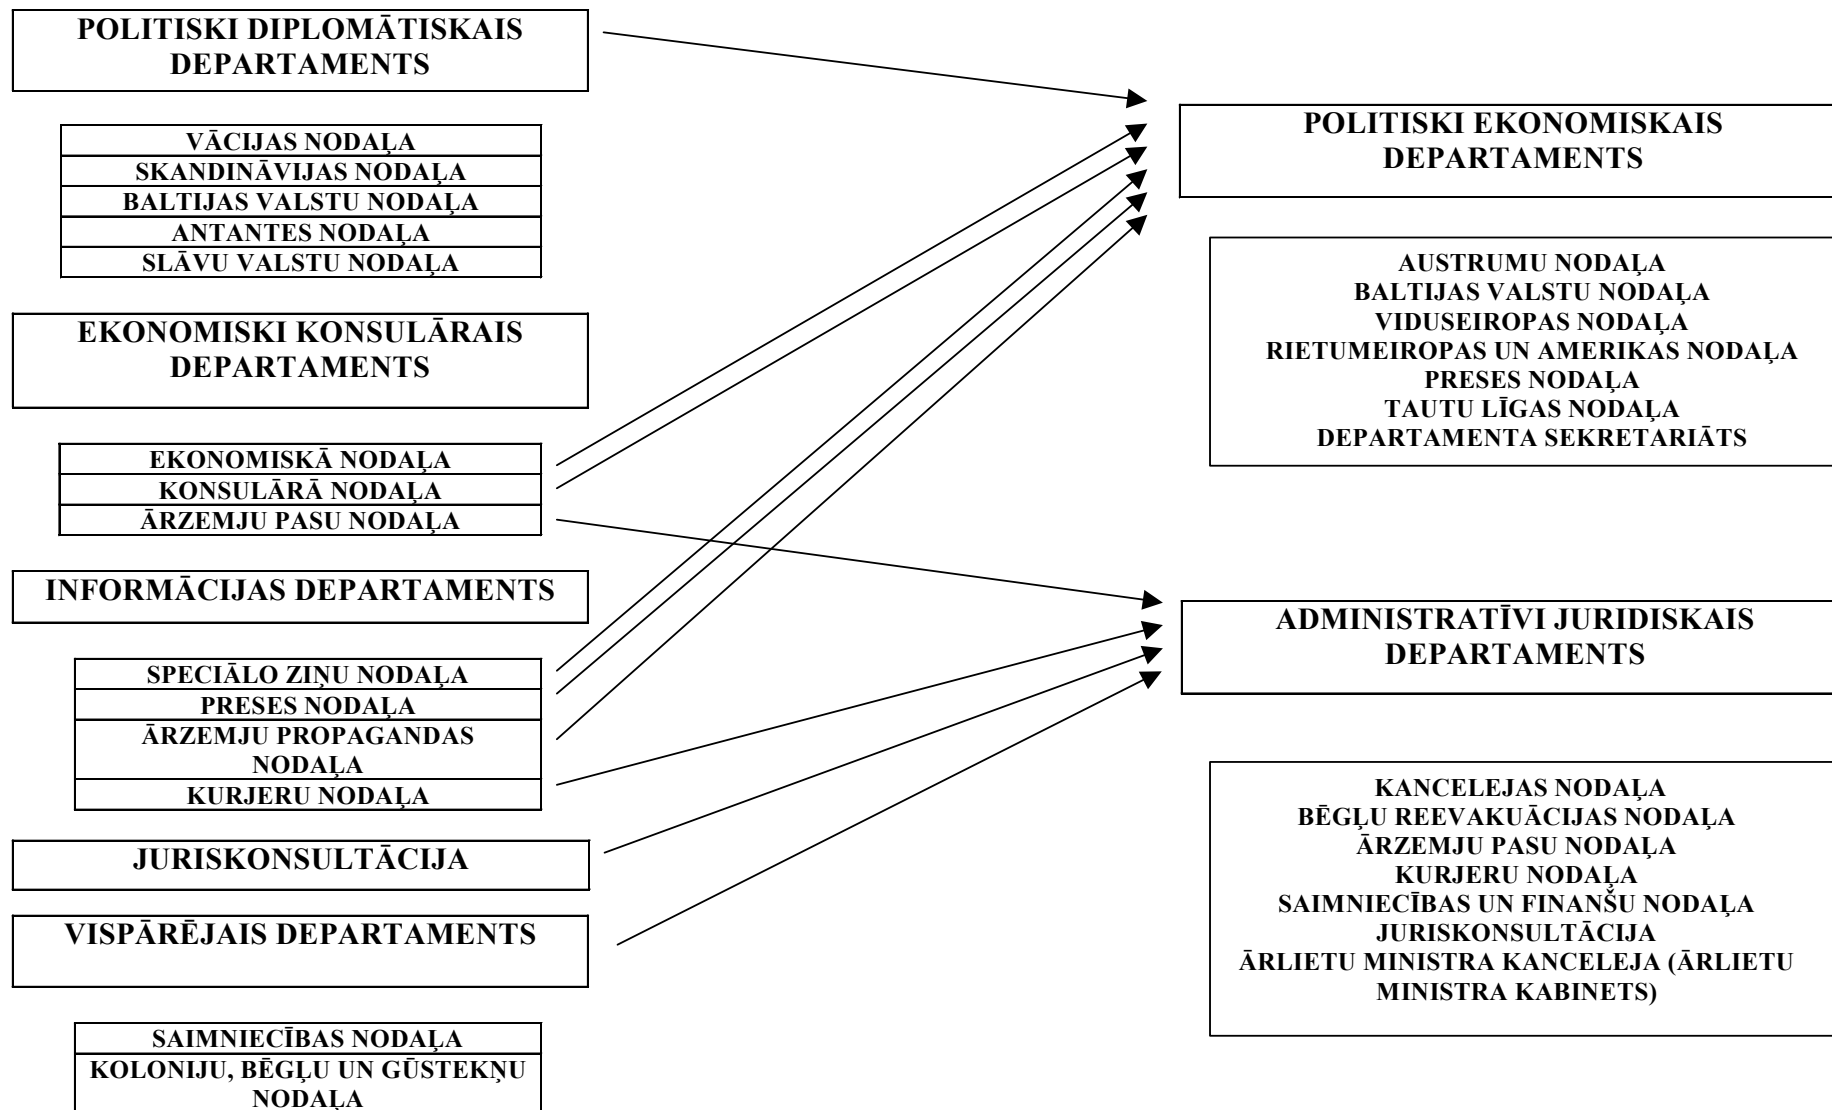 POLITISKI DIPLOMĀTISKAIS
DEPARTAMENTS
VĀCIJAS NODAĻA
SKANDINĀVIJAS NODAĻA
BALTIJAS VALSTU NODAĻA
ANTANTES NODAĻA
SLĀVU VALSTU NODAĻA
EKONOMISKI KONSULĀRAIS
DEPARTAMENTS
EKONOMISKĀ NODAĻA
KONSULĀRĀ NODAĻA
ĀRZEMJU PASU NODAĻA
INFORMĀCIJAS DEPARTAMENTS
SPECIĀLO ZIŅU NODAĻA
PRESES NODAĻA
ĀRZEMJU PROPAGANDAS
NODAĻA
KURJERU NODAĻA
JURISKONSULTĀCIJA
VISPĀRĒJAIS DEPARTAMENTS
SAIMNIECĪBAS NODAĻA
KOLONIJU, BĒGĻU UN GŪSTEKŅU
NODAĻA
POLITISKI EKONOMISKAIS
DEPARTAMENTS
AUSTRUMU NODAĻA
BALTIJAS VALSTU NODAĻA
VIDUSEIROPAS NODAĻA
RIETUMEIROPAS UN AMERIKAS NODAĻA
PRESES NODAĻA
TAUTU LĪGAS NODAĻA
DEPARTAMENTA SEKRETARIĀTS
ADMINISTRATĪVI JURIDISKAIS
DEPARTAMENTS
KANCELEJAS NODAĻA
BĒGĻU REEVAKUĀCIJAS NODAĻA
ĀRZEMJU PASU NODAĻA
KURJERU NODAĻA
SAIMNIECĪBAS UN FINANŠU NODAĻA
JURISKONSULTĀCIJA
ĀRLIETU MINISTRA KANCELEJA (ĀRLIETU
MINISTRA KABINETS)